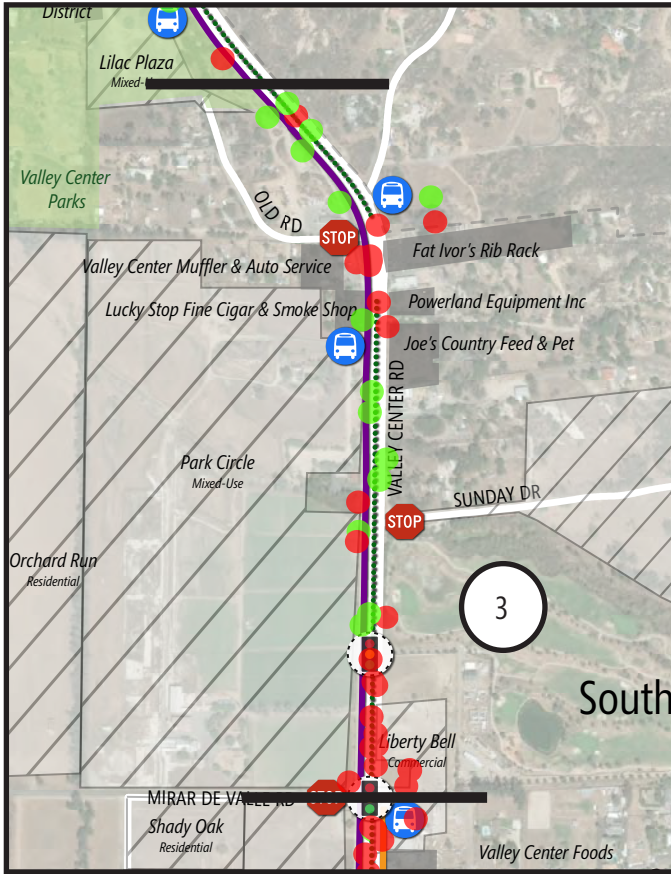 District
Lilac Plaza
Valley Center
Parks
OLD RD
STOP
Fat Ivor's Rib Rack
Valley Center Muffler & Auto Service
Lucky Stop Fine Cigar & Smoke Shop
Powerland Equipment Inc
Joe's Country Feed & Pet
VALLEY CENTER RD
Park Circle
Mixed-Use
SUNDAY DR
STOP
Orchard Run
Residential
3
South
Liberty Bell
Commercial
MIRAR DE VALLE RD
Shady Oak
Residential
Valley Center Foods